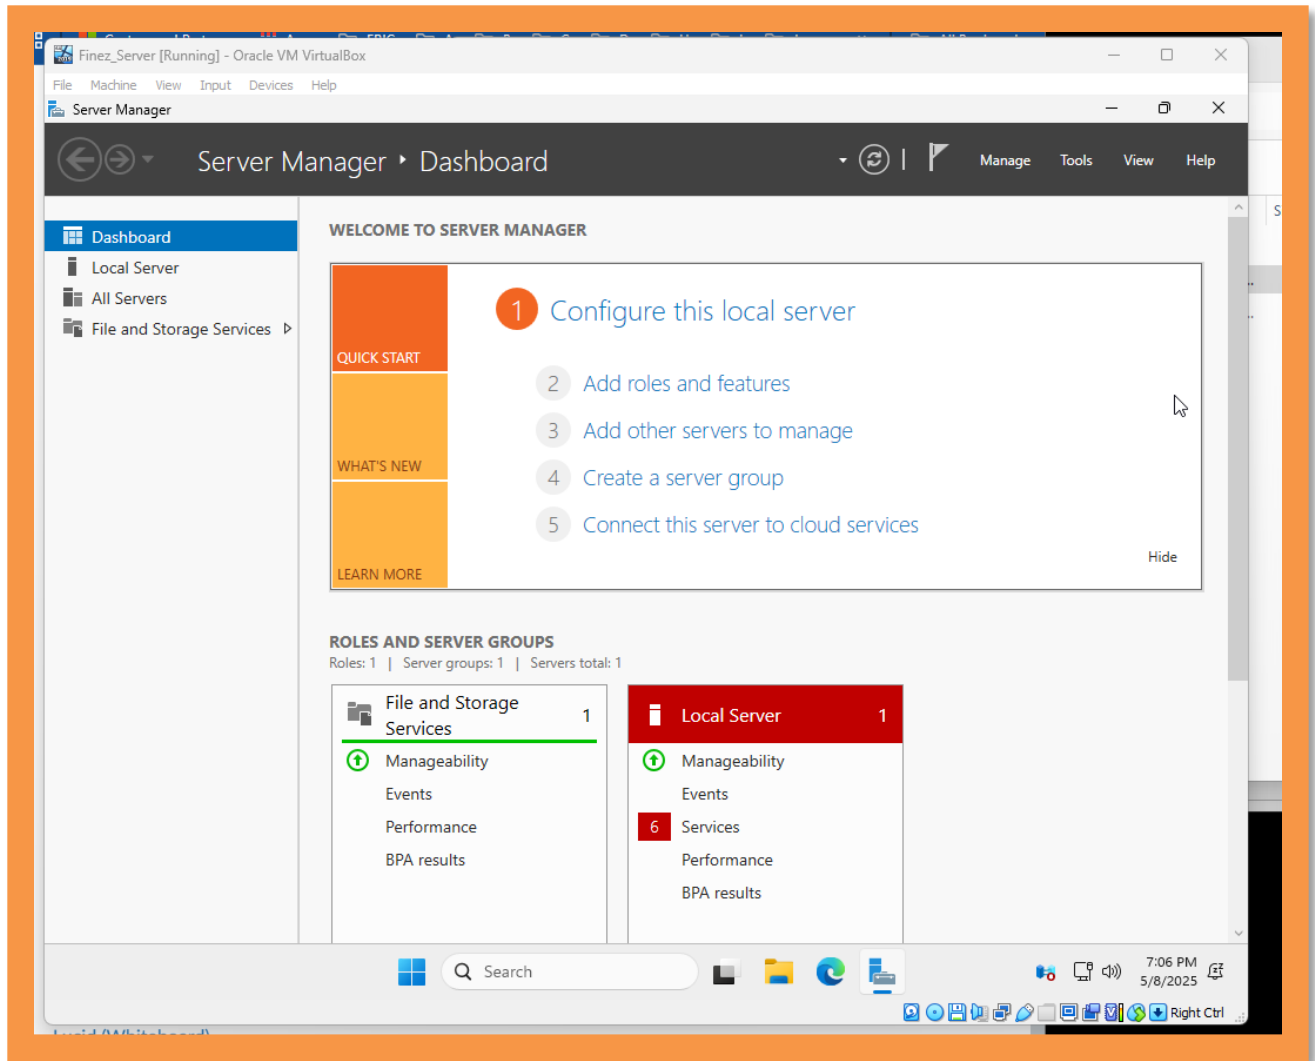 Finez_Server [Running] - Oracle VM VirtualBox
File Machine View Input Devices Help
Server Manager
Server Manager ‣ Dashboard
Manage Tools View Help
Dashboard
Local Server
All Servers
File and Storage Services
WELCOME TO SERVER MANAGER
QUICK START
WHAT'S NEW
LEARN MORE
1 Configure this local server
2 Add roles and features
3 Add other servers to manage
4 Create a server group
5 Connect this server to cloud services
Hide
ROLES AND SERVER GROUPS
Roles: 1 | Server groups: 1 | Servers total: 1
File and Storage
Services 1
Manageability
Events
Performance
BPA results
Local Server 1
Manageability
Events
6 Services
Performance
BPA results
Search
7:06 PM
5/8/2025
Right Ctrl